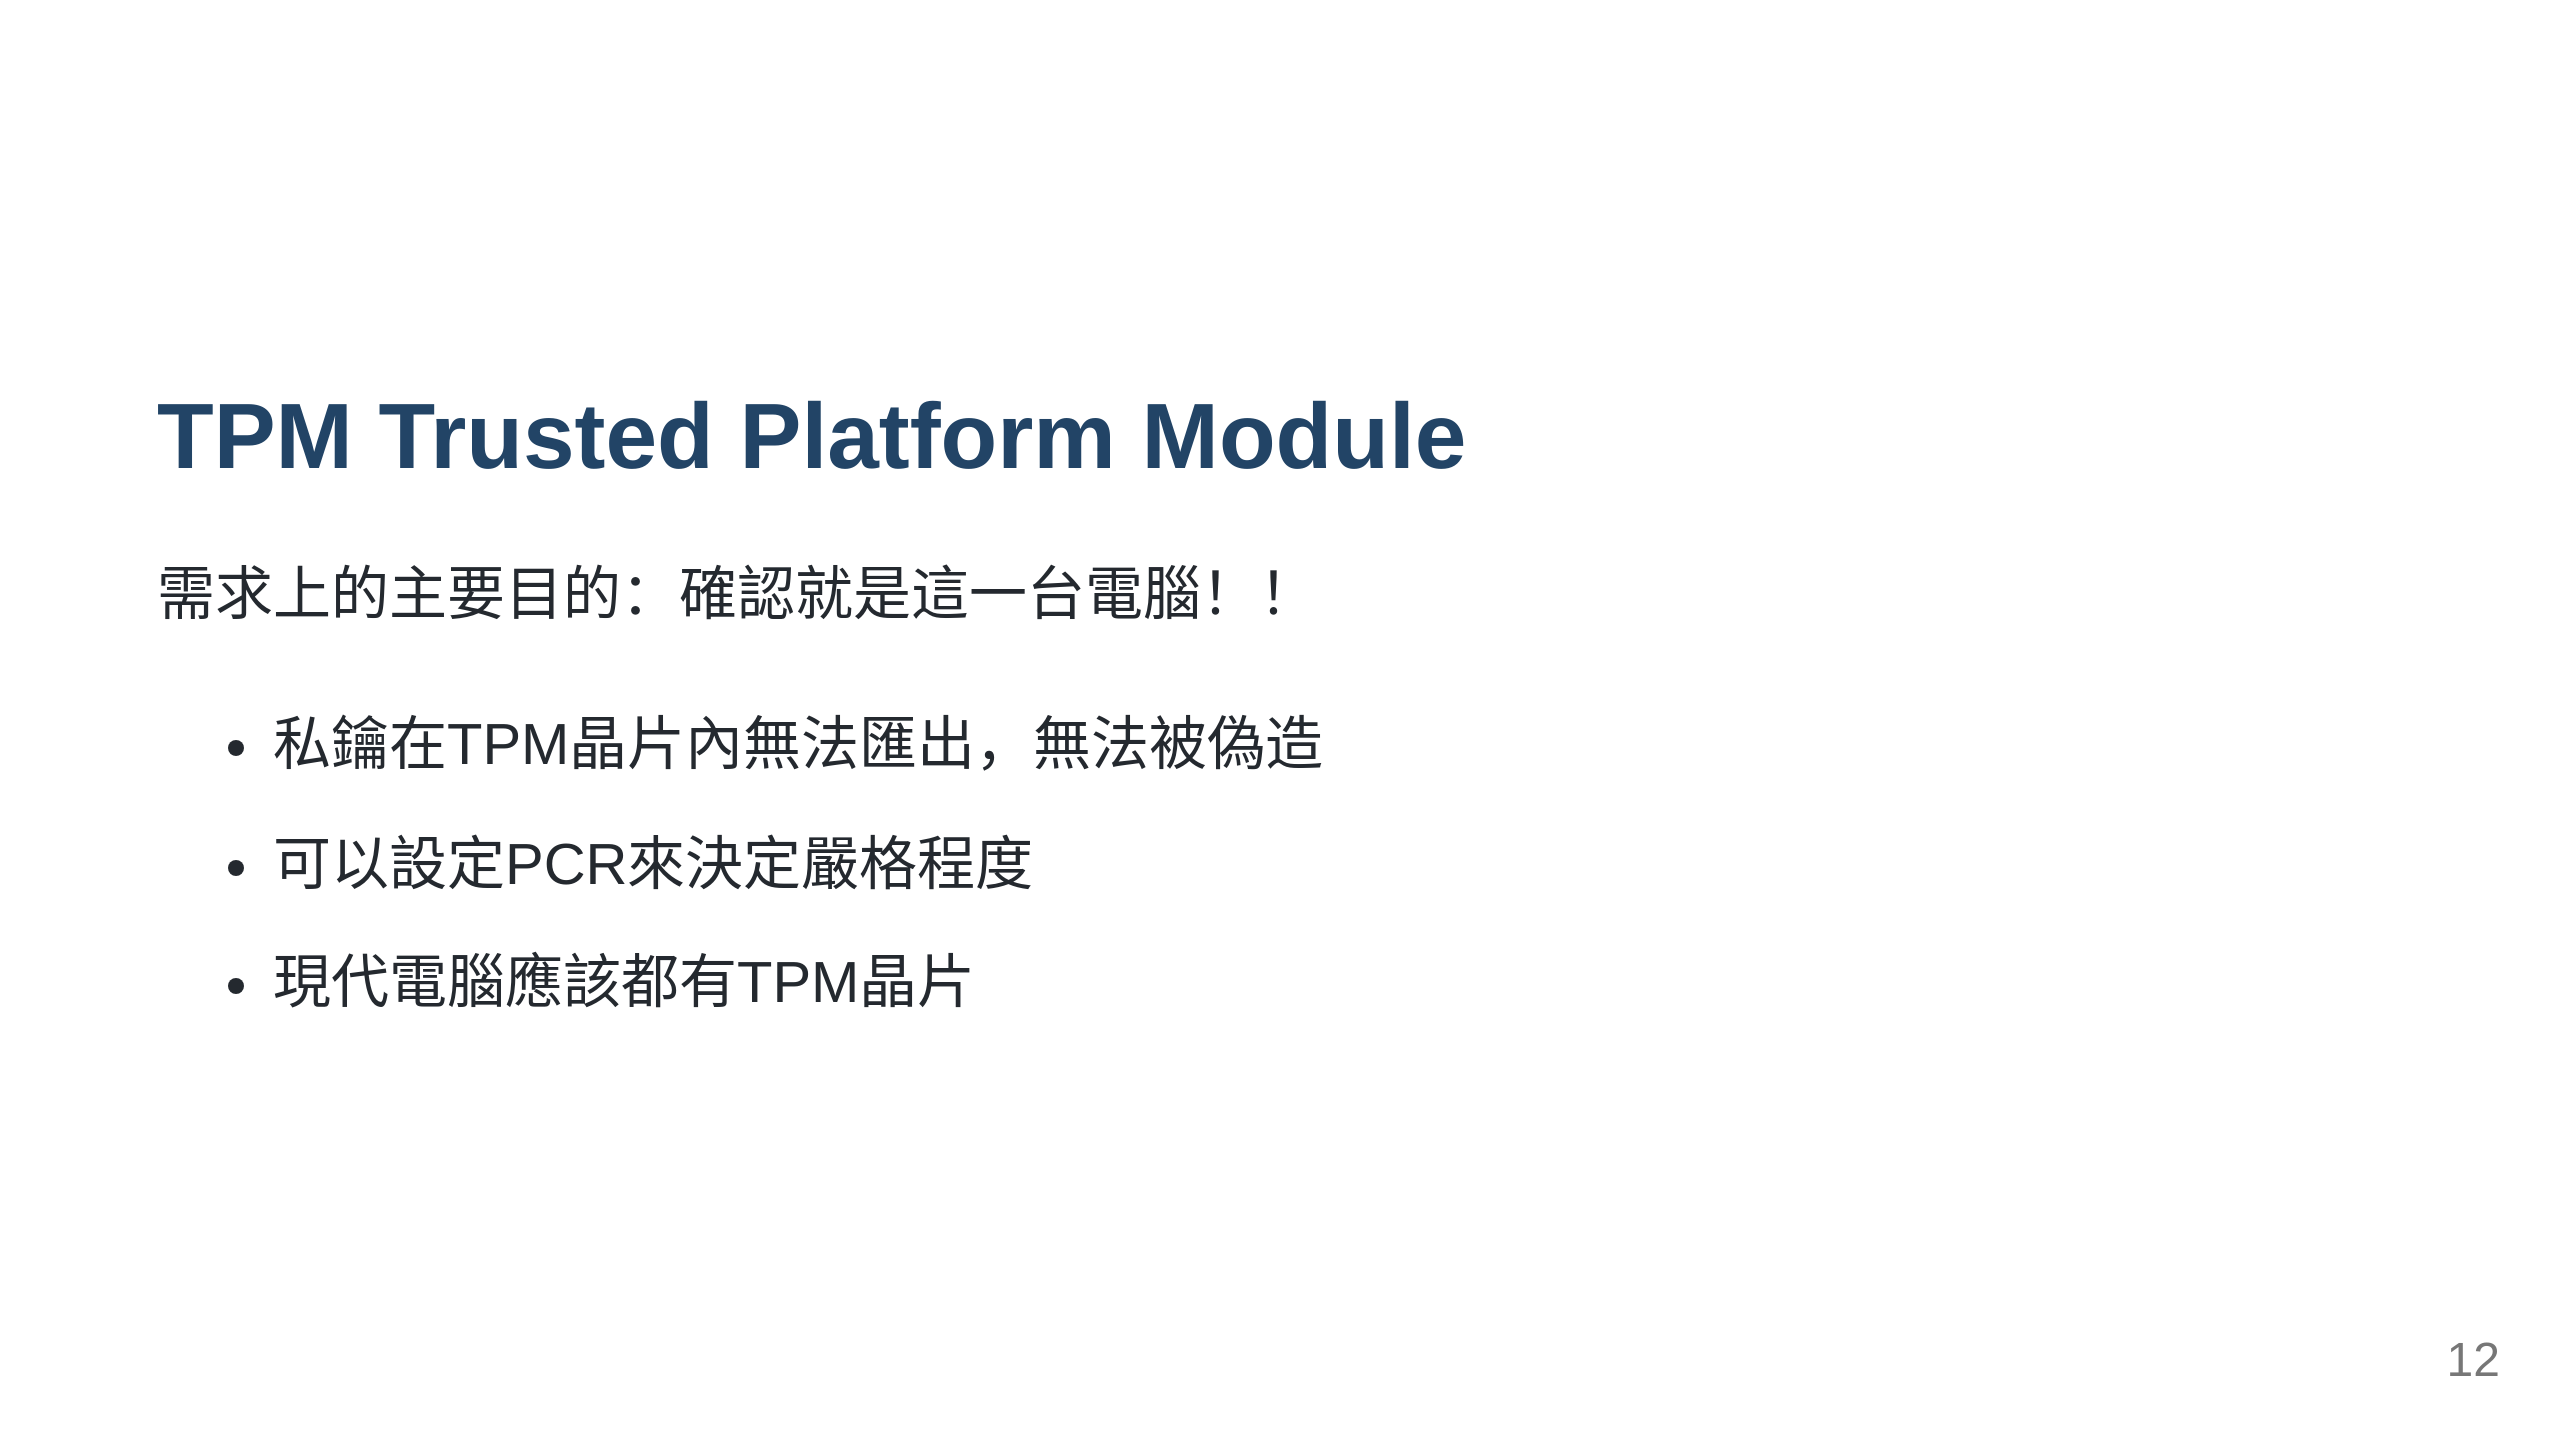 TPM Trusted Platform Module
需求上的主要目的：確認就是這一台電腦！！
• 私鑰在TPM晶片內無法匯出，無法被偽造
• 可以設定PCR來決定嚴格程度
• 現代電腦應該都有TPM晶片
12